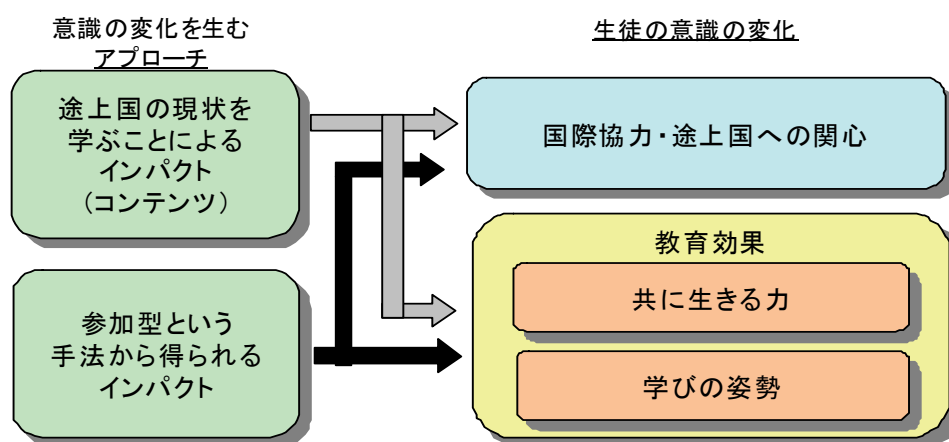 意識の変化を生む
アプローチ
途上国の現状を
学ぶことによる
インパクト
（コンテンツ）
参加型という
手法から得られる
インパクト
生徒の意識の変化
国際協力・途上国への関心
教育効果
共に生きる力
学びの姿勢